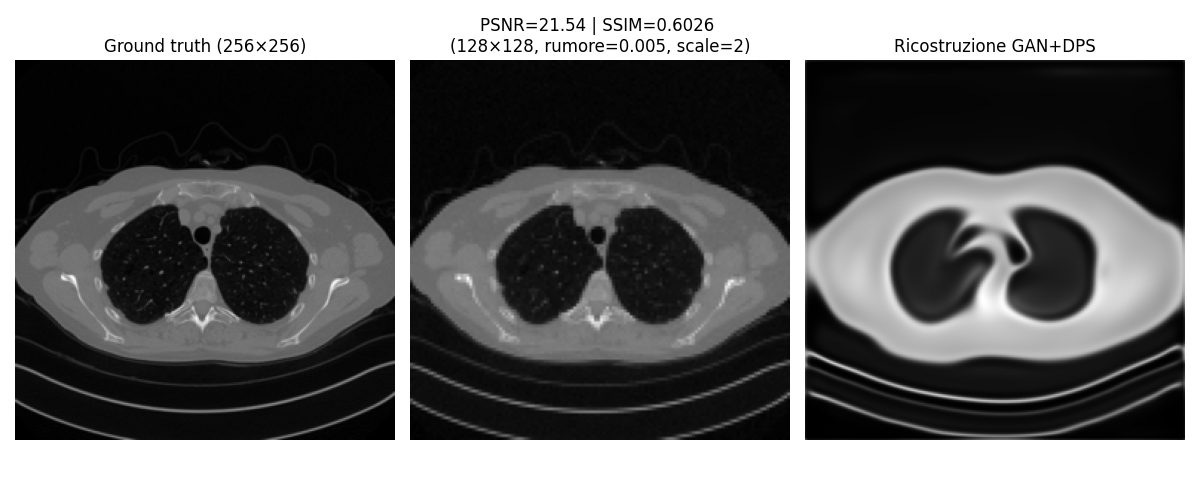 Ground truth (256×256)
PSNR=21.54 | SSIM=0.6026
(128×128, rumore=0.005, scale=2)
Ricostruzione GAN+DPS